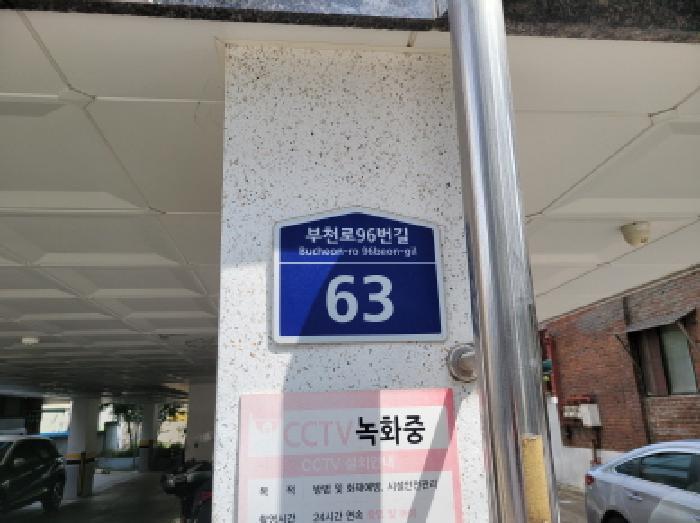 부천로96번길
Bucheon-ro 96beon-gil
63
CCTV 녹화중
CCTV 설치안내
목 적 방범 및 화재예방, 시설안전관리
촬영시간 24시간 연속